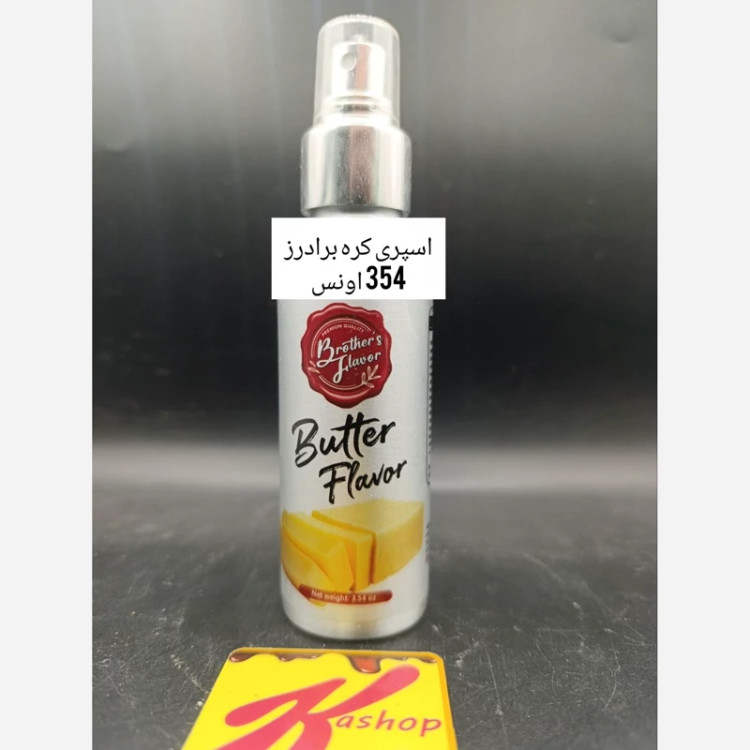 اسپری کره برادرز
354 اونس
PREMIUM QUALITY
Brother's
Flavor
Butter
Flavor
Net weight: 3.54 oz
Kashop